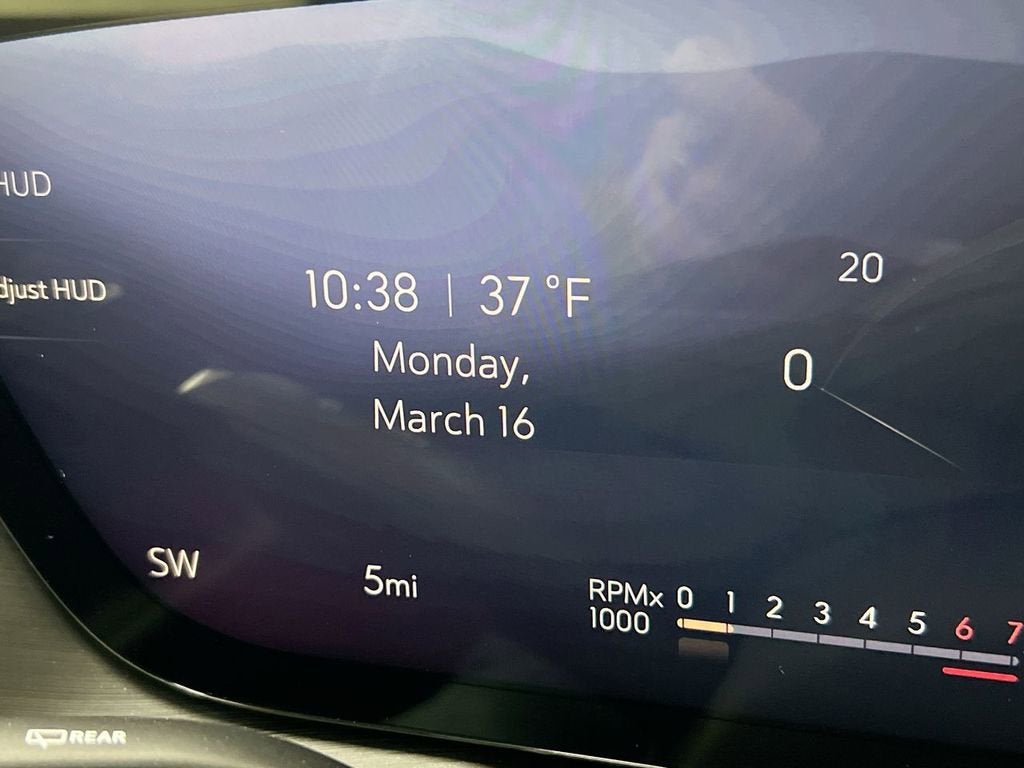 HUD
djust HUD
10:38 | 37 °F
Monday,
March 16
20
0
SW
5mi
RPMx
1000
0 1 2 3 4 5 6 7
REAR